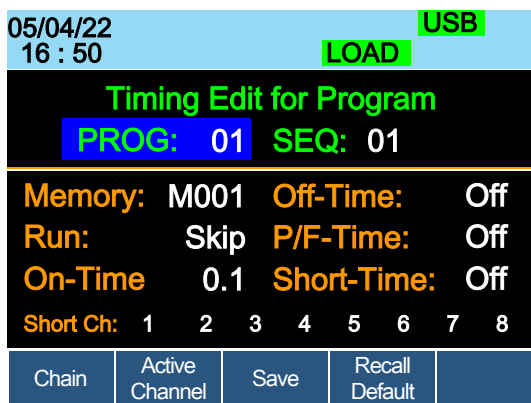 05/04/22 USB
16 : 50 LOAD
Timing Edit for Program
PROG: 01 SEQ: 01
Memory: M001 Off-Time: Off
Run: Skip P/F-Time: Off
On-Time 0.1 Short-Time: Off
Short Ch: 1 2 3 4 5 6 7 8
Chain Active Channel Save Recall Default